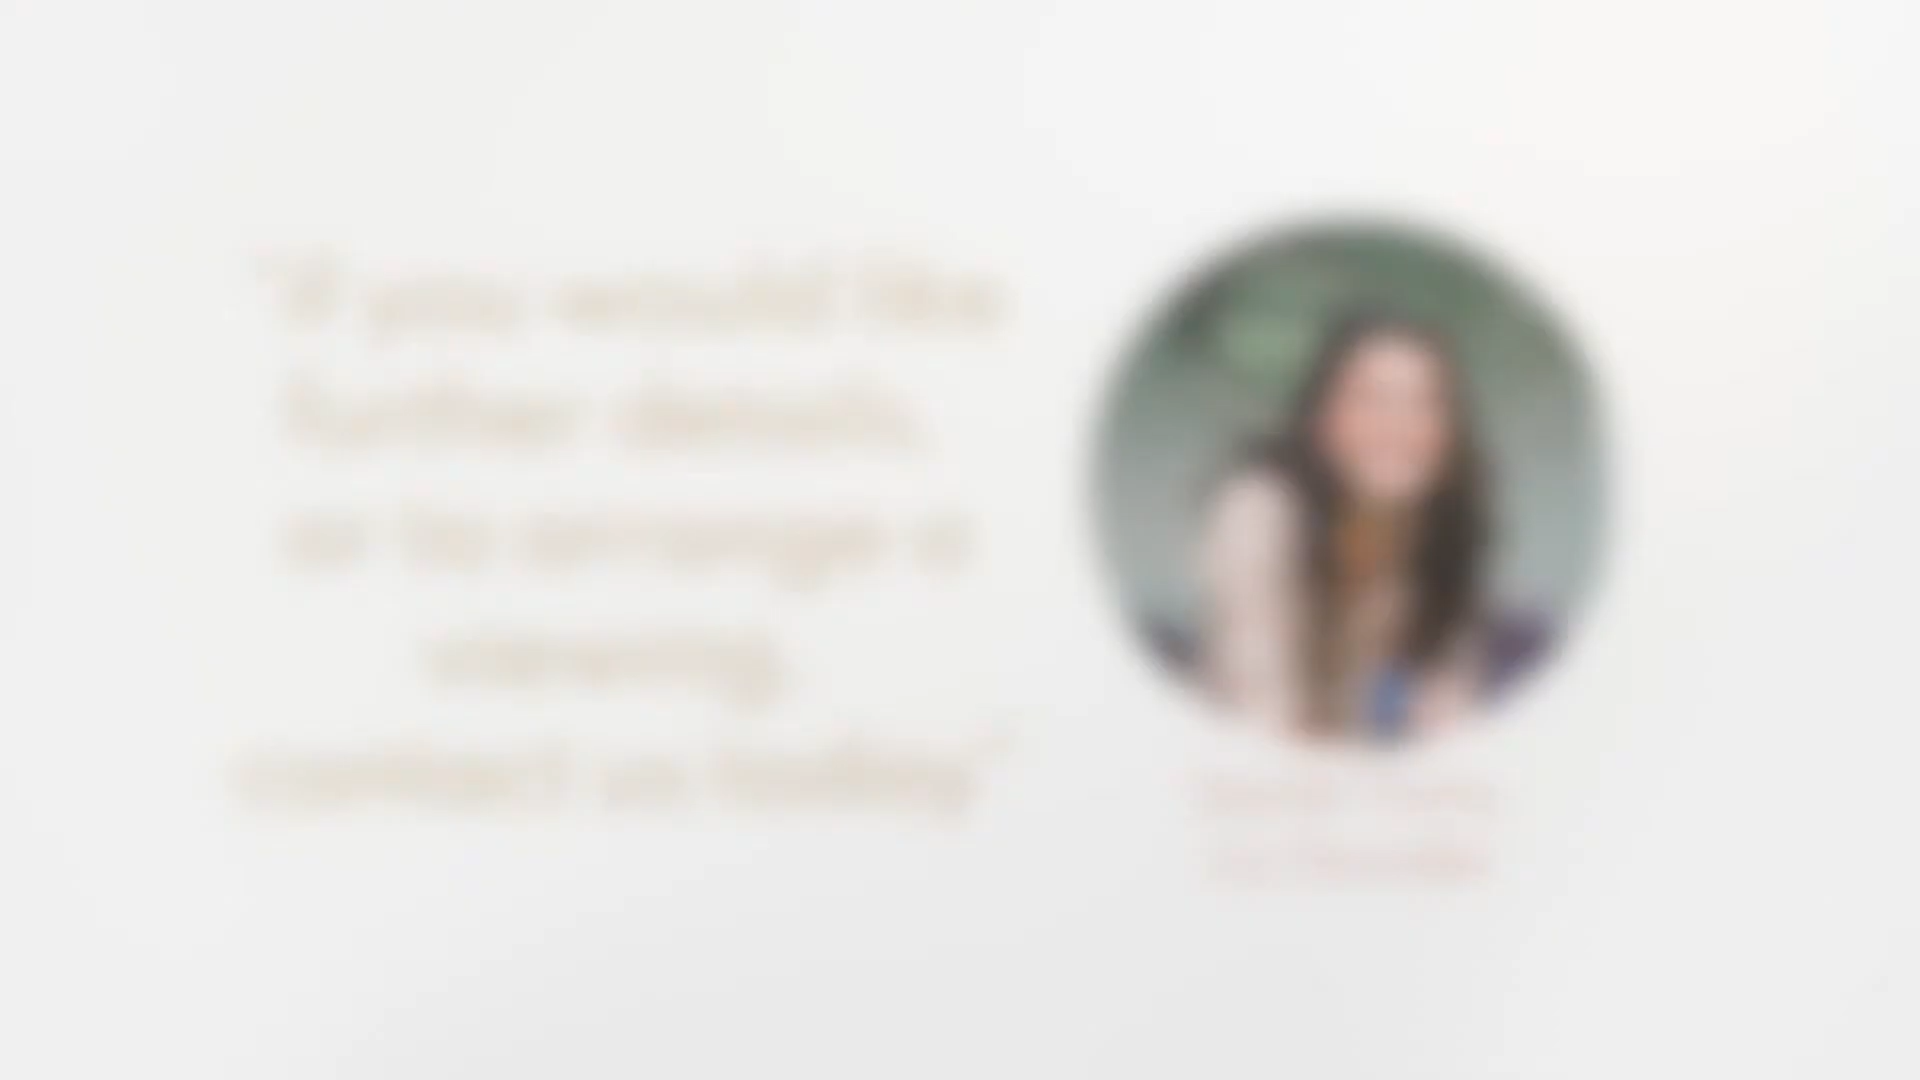 "If you would like
further details,
or to arrange a
viewing,
contact us today"